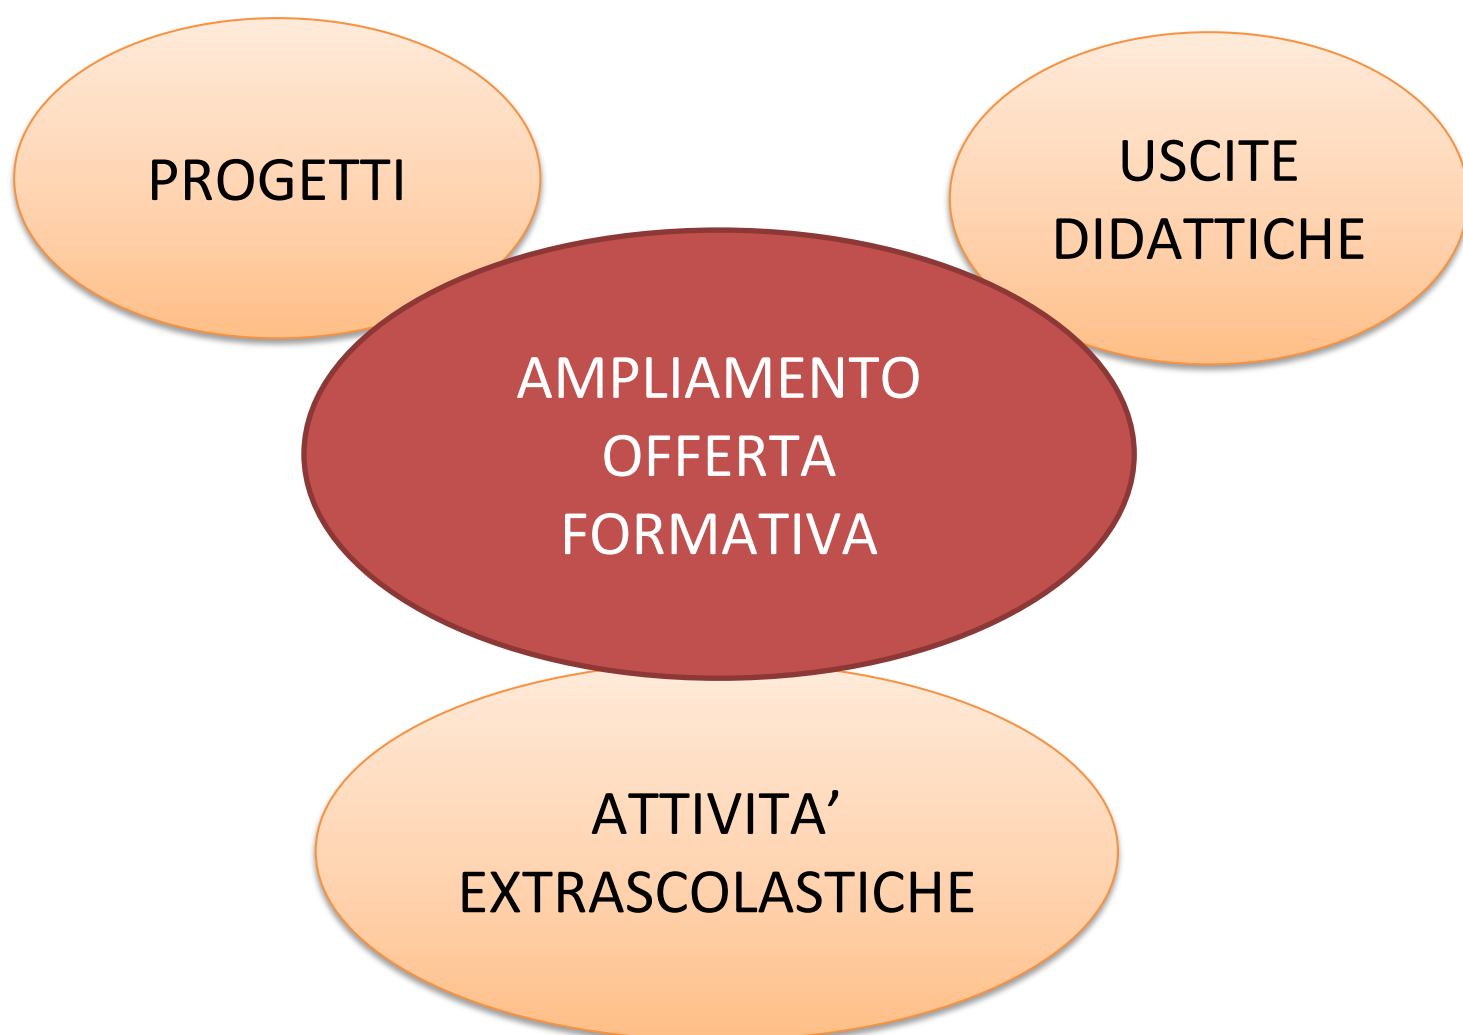 PROGETTI
USCITE
DIDATTICHE
AMPLIAMENTO
OFFERTA
FORMATIVA
ATTIVITA’
EXTRASCOLASTICHE